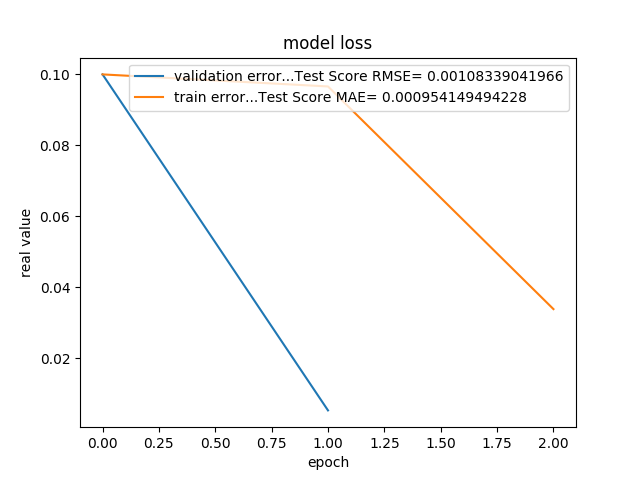 model loss
validation error...Test Score RMSE= 0.00108339041966
train error...Test Score MAE= 0.000954149494228
real value
0.10
0.08
0.06
0.04
0.02
0.00 0.25 0.50 0.75 1.00 1.25 1.50 1.75 2.00
epoch